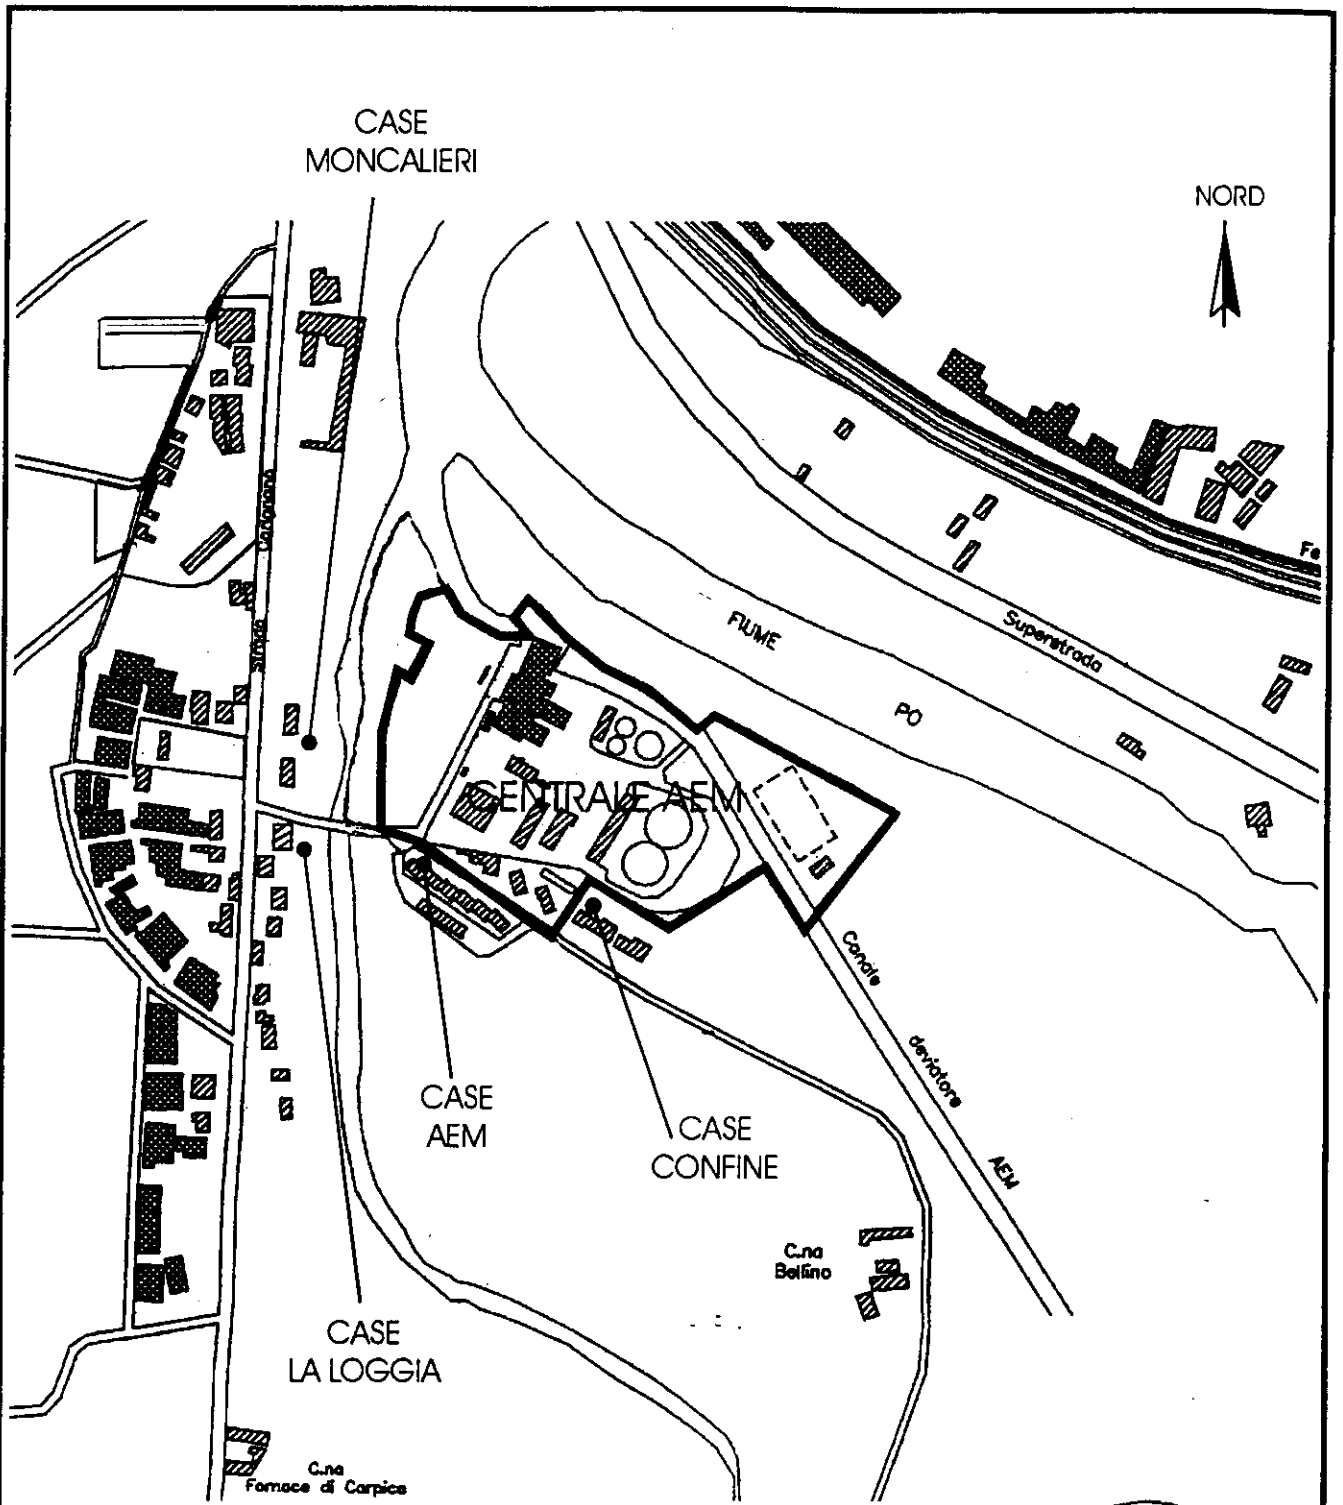 CASE
MONCALIERI
NORD
Strada Carignano
FIUME
PO
Superstrada
Fe
CENTRALE AEM
Canale
deviatore
AEM
CASE
AEM
CASE
CONFINE
C.na
Bellino
CASE
LA LOGGIA
C.na
Fornace di Carpice